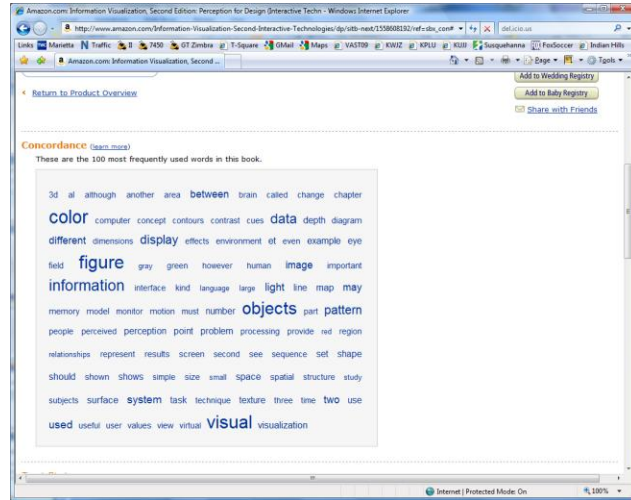 Amazon.com: Information Visualization, Second Edition: Perception for Design (Interactive Techn - Windows Internet Explorer
http://www.amazon.com/Information-Visualization-Second-Interactive-Technologies/dp/sitb-next/1558608192/ref=sbx_con# del.icio.us
Links Marietta Traffic II 7450 GT Zimbra T-Square GMail Maps VAST09 KWJZ KPLU KUJJ Susquehanna FoxSoccer Indian Hills
Amazon.com: Information Visualization, Second ... Page Tools
Add to Wedding Registry
Return to Product Overview Add to Baby Registry
Share with Friends
Concordance (learn more)
These are the 100 most frequently used words in this book.
3d al although another area between brain called change chapter
color computer concept contours contrast cues data depth diagram
different dimensions display effects environment et even example eye
field figure gray green however human image important
information interface kind language large light line map may
memory model monitor motion must number objects part pattern
people perceived perception point problem processing provide red region
relationships represent results screen second see sequence set shape
should shown shows simple size small space spatial structure study
subjects surface system task technique texture three time two use
used useful user values view virtual visual visualization
Internet | Protected Mode: On 100%